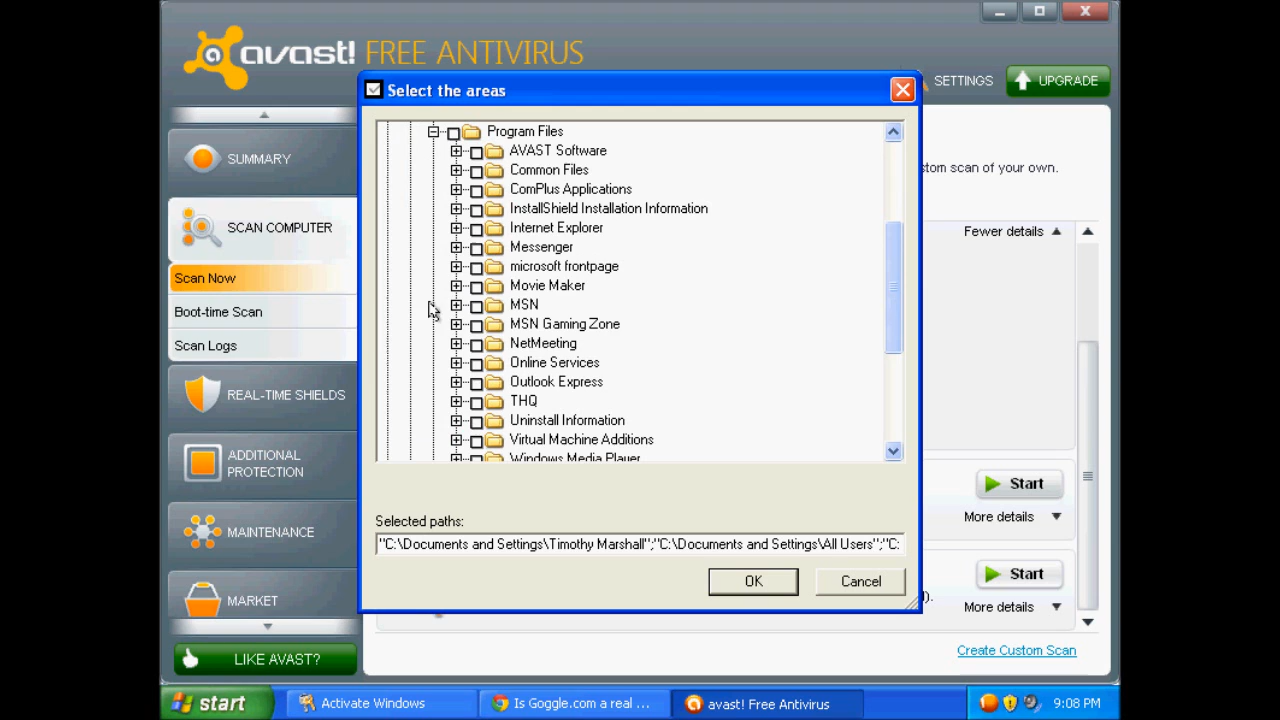 avast! FREE ANTIVIRUS
SETTINGS
UPGRADE
Select the areas
SUMMARY
SCAN COMPUTER
Scan Now
Boot-time Scan
Scan Logs
REAL-TIME SHIELDS
ADDITIONAL
PROTECTION
MAINTENANCE
MARKET
LIKE AVAST?
Program Files
AVAST Software
Common Files
ComPlus Applications
InstallShield Installation Information
Internet Explorer
Messenger
microsoft frontpage
Movie Maker
MSN
MSN Gaming Zone
NetMeeting
Online Services
Outlook Express
THQ
Uninstall Information
Virtual Machine Additions
Windows Media Player
Selected paths:
"C:\Documents and Settings\Timothy Marshall";"C:\Documents and Settings\All Users";"C:
OK
Cancel
stom scan of your own.
Fewer details
Start
More details
Start
).
More details
Create Custom Scan
start
Activate Windows
Is Goggle.com a real ...
avast! Free Antivirus
9:08 PM